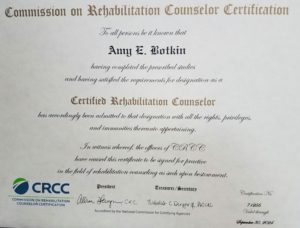 Commission on Rehabilitation Counselor Certification
To all persons be it known that
Amy E. Botkin
having completed the prescribed studies
and having satisfied the requirements for designation as a
Certified Rehabilitation Counselor
has accordingly been admitted to that designation with all the rights, privileges,
and immunities thereunto appertaining.
In witness whereof, the officers of CRCC
have caused this certificate to be signed for practice
in the field of rehabilitation counseling as such upon bestowment.
CRCC
COMMISSION ON REHABILITATION
COUNSELOR CERTIFICATION
President
Treasurer/Secretary
Accredited by the National Commission for Certifying Agencies
Certification No.
Valid through
September 30,